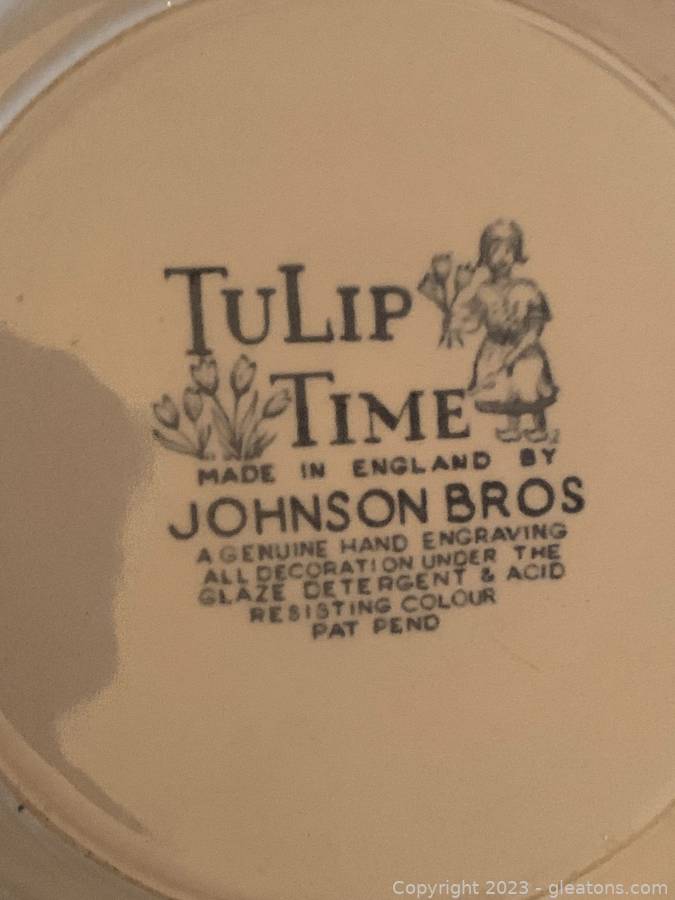 TULIP
TIME
MADE IN ENGLAND BY
JOHNSON BROS
A GENUINE HAND ENGRAVING
ALL DECORATION UNDER THE
GLAZE DETERGENT & ACID
RESISTING COLOUR
PAT PEND
Copyright 2023 - gleatons.com